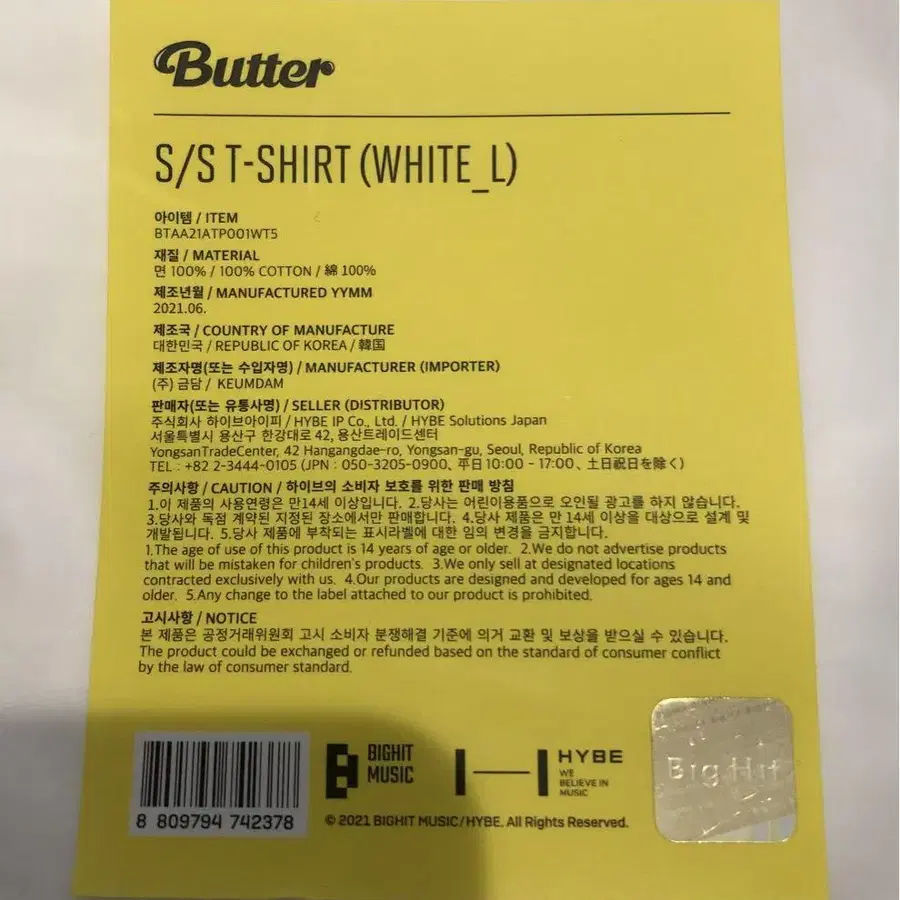 Butter
S/S T-SHIRT (WHITE_L)
아이템 / ITEM
BTAA21ATP001WT5
재질 / MATERIAL
면 100% / 100% COTTON / 綿 100%
제조년월 / MANUFACTURED YYMM
2021.06.
제조국 / COUNTRY OF MANUFACTURE
대한민국 / REPUBLIC OF KOREA / 韓国
제조자명(또는 수입자명) / MANUFACTURER (IMPORTER)
(주) 금담 / KEUMDAM
판매자(또는 유통사명) / SELLER (DISTRIBUTOR)
주식회사 하이브아이피 / HYBE IP Co., Ltd. / HYBE Solutions Japan
서울특별시 용산구 한강대로 42, 용산트레이드센터
YongsanTradeCenter, 42 Hangangdae-ro, Yongsan-gu, Seoul, Republic of Korea
TEL : +82 2-3444-0105 (JPN : 050-3205-0900、平日 10:00 - 17:00、土日祝日を除く)
주의사항 / CAUTION / 하이브의 소비자 보호를 위한 판매 방침
1.이 제품의 사용연령은 만14세 이상입니다. 2.당사는 어린이용품으로 오인될 광고를 하지 않습니다.
3.당사와 독점 계약된 지정된 장소에서만 판매합니다. 4.당사 제품은 만 14세 이상을 대상으로 설계 및
개발됩니다. 5.당사 제품에 부착되는 표시라벨에 대한 임의 변경을 금지합니다.
1.The age of use of this product is 14 years of age or older. 2.We do not advertise products
that will be mistaken for children's products. 3.We only sell at designated locations
contracted exclusively with us. 4.Our products are designed and developed for ages 14 and
older. 5.Any change to the label attached to our product is prohibited.
고시사항 / NOTICE
본 제품은 공정거래위원회 고시 소비자 분쟁해결 기준에 의거 교환 및 보상을 받으실 수 있습니다.
The product could be exchanged or refunded based on the standard of consumer conflict
by the law of consumer standard.
8 809794 742378
BIGHIT
MUSIC
HYBE
WE
BELIEVE IN
MUSIC
© 2021 BIGHIT MUSIC / HYBE. All Rights Reserved.
Big Hit